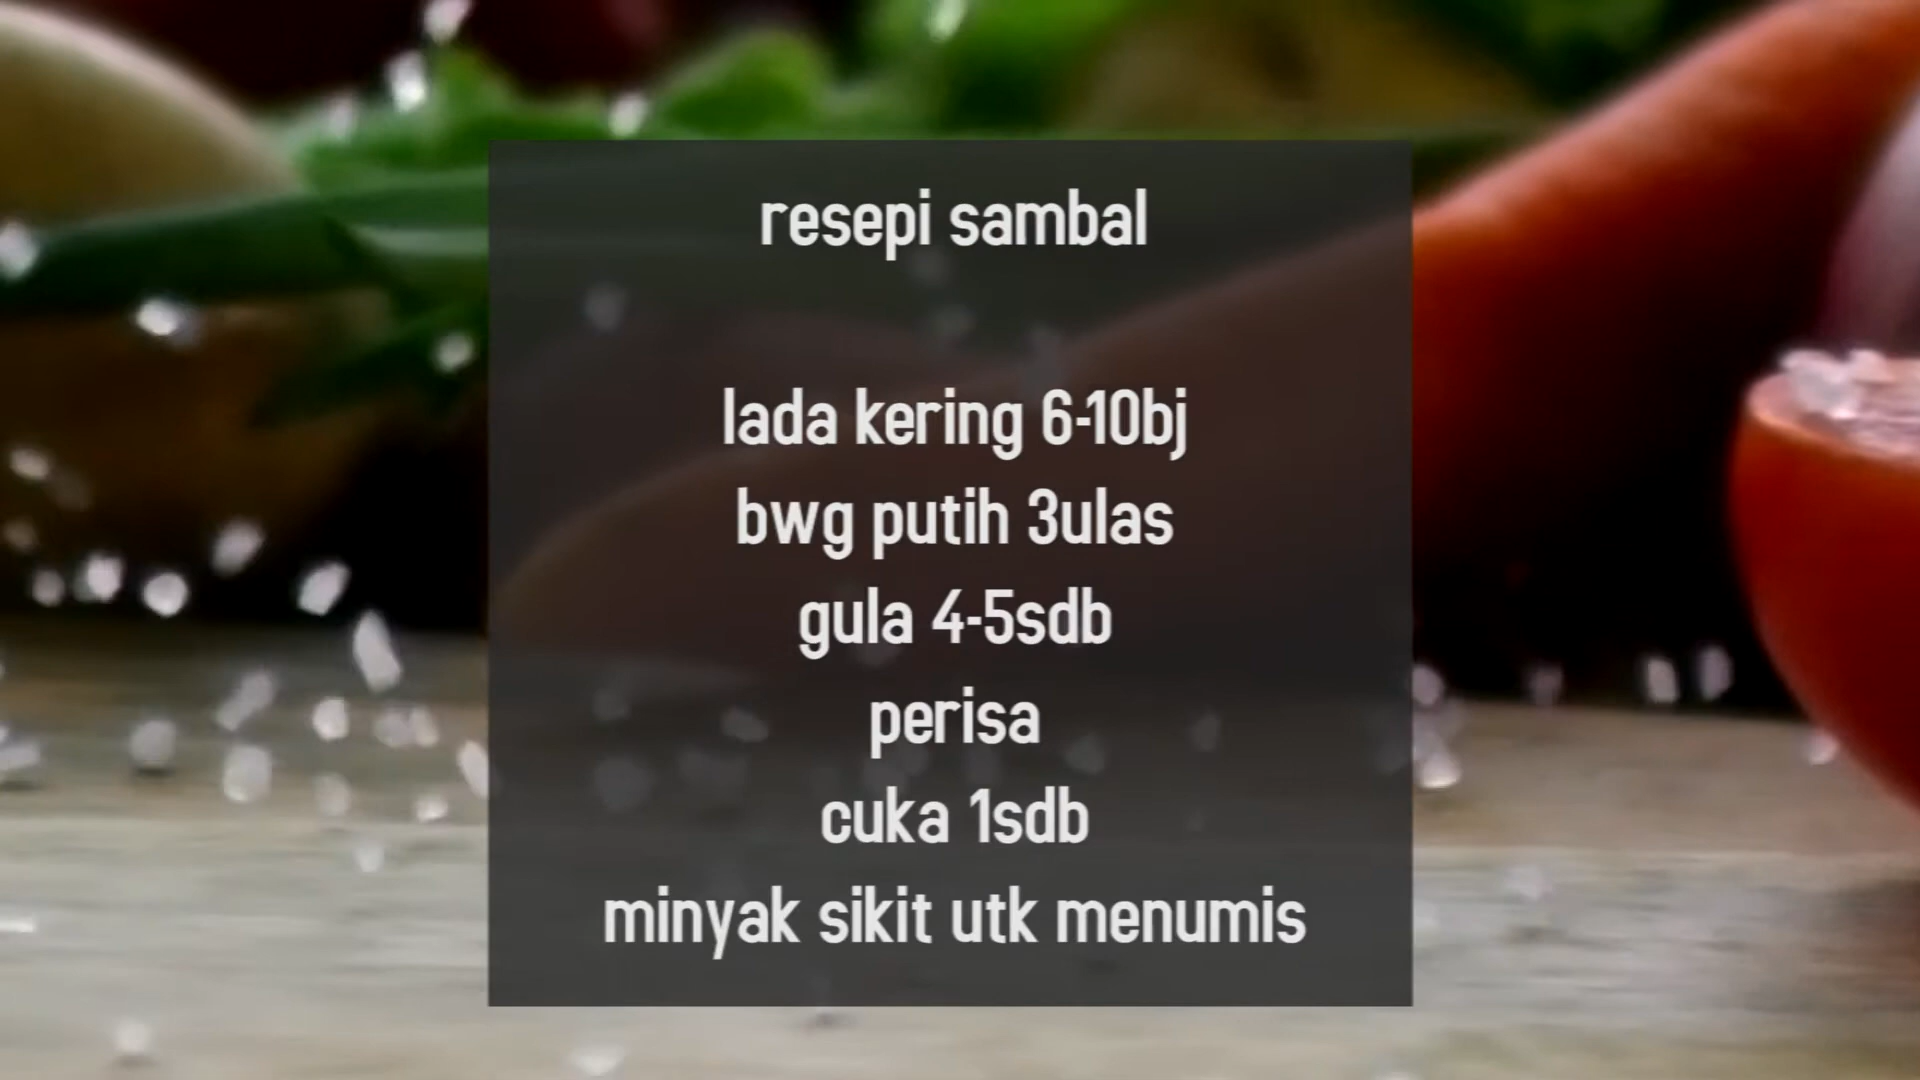 resepi sambal
lada kering 6-10bj
bwg putih 3ulas
gula 4-5sdb
perisa
cuka 1sdb
minyak sikit utk menumis